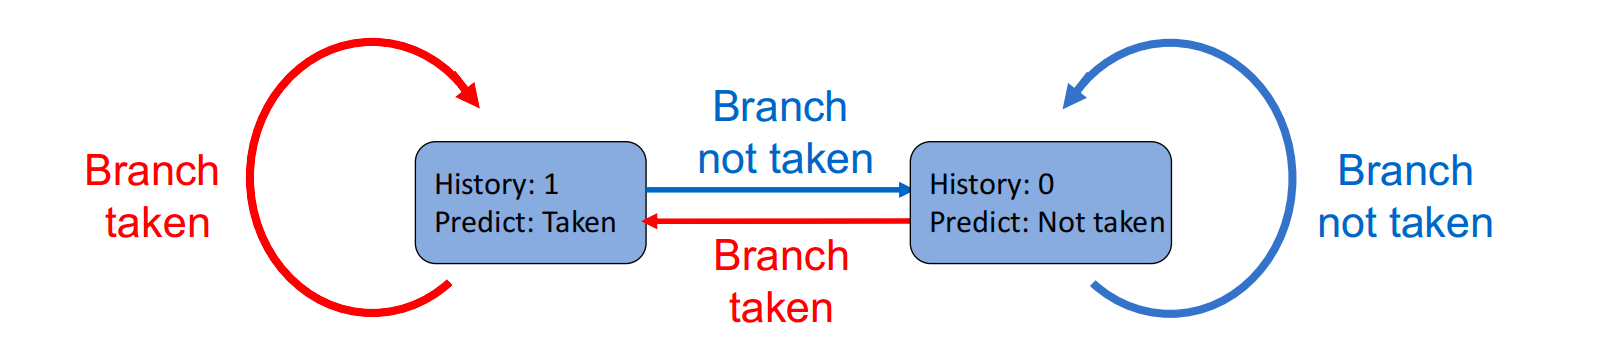 Branch
taken
History: 1
Predict: Taken
Branch
not taken
Branch
taken
History: 0
Predict: Not taken
Branch
not taken